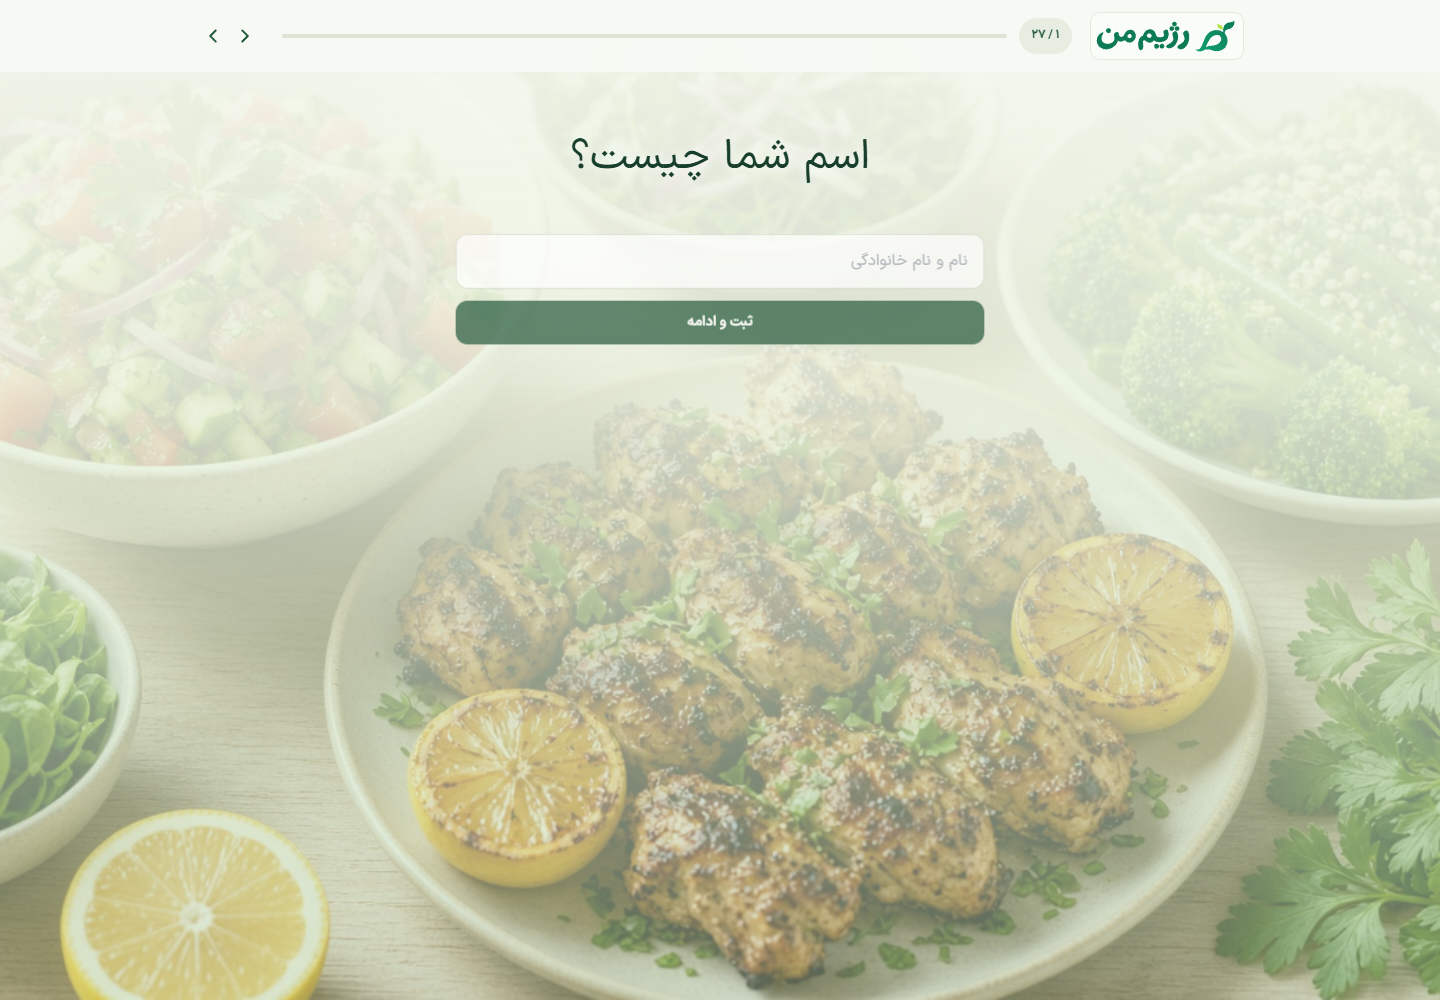 رژیم من
۱ / ۲۷
اسم شما چیست؟
نام و نام خانوادگی
ثبت و ادامه